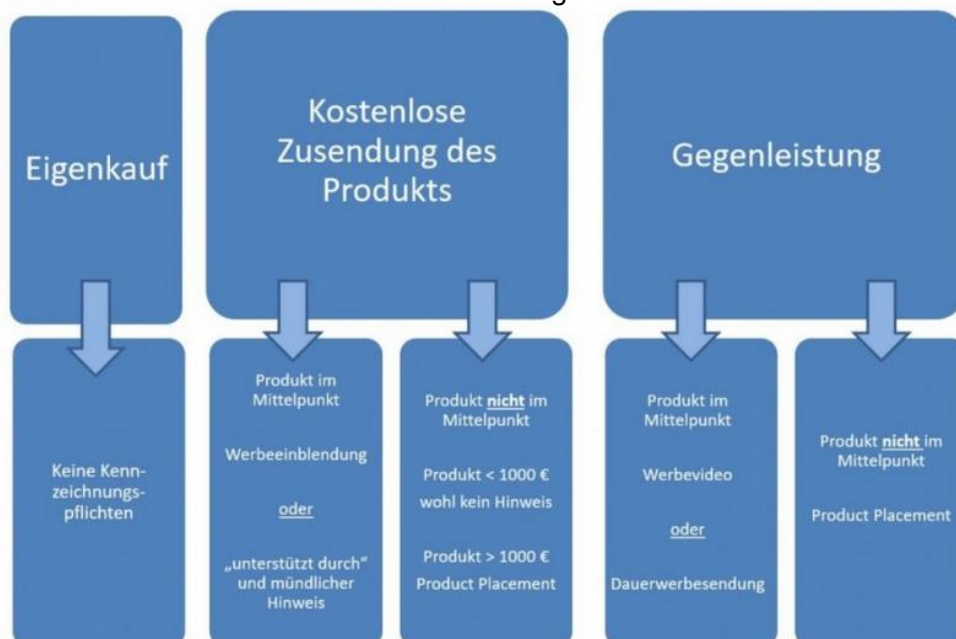 Eigenkauf
Kostenlose
Zusendung des
Produkts
Gegenleistung
Keine Kenn-
zeichnungs-
pflichten
Produkt im
Mittelpunkt
Werbeeinblendung
oder
„unterstützt durch“
und mündlicher
Hinweis
Produkt nicht im
Mittelpunkt
Produkt < 1000 €
wohl kein Hinweis
Produkt > 1000 €
Product Placement
Produkt im
Mittelpunkt
Werbevideo
oder
Dauerwerbesendung
Produkt nicht im
Mittelpunkt
Product Placement